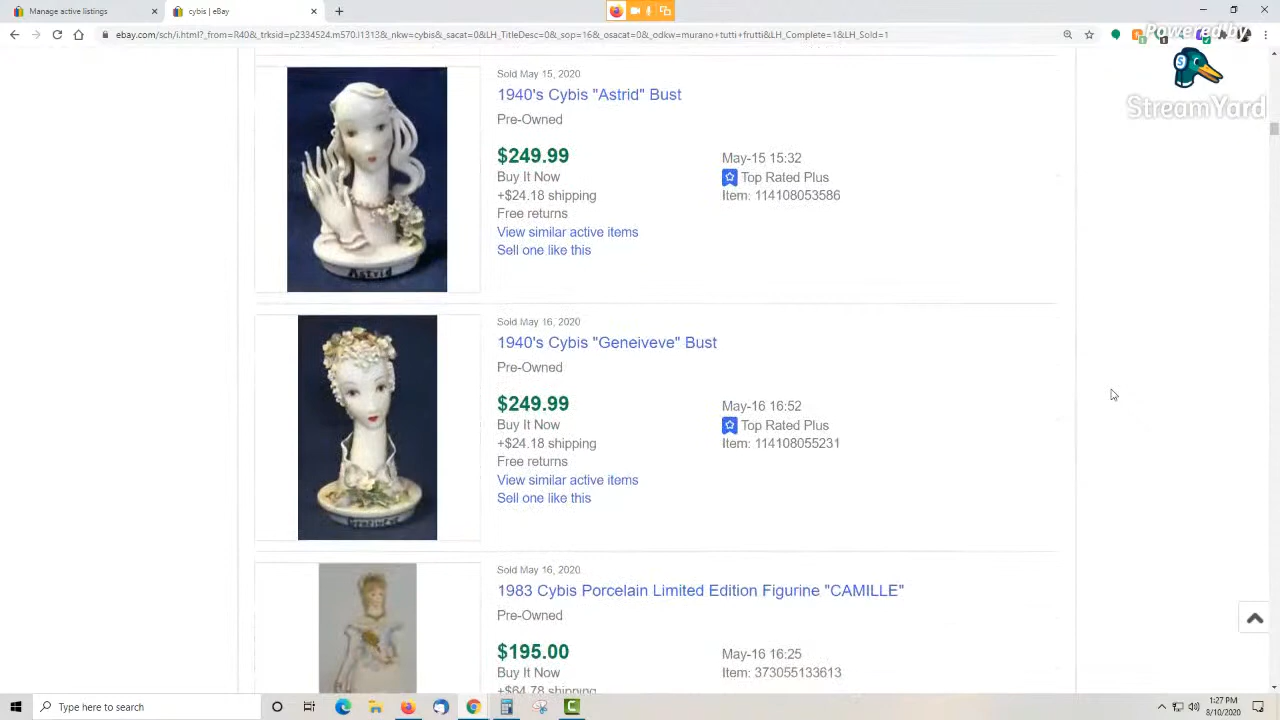 Manage active listings
cybis | eBay
ebay.com/sch/i.html?_from=R40&_trksid=p2334524.m570.l1313&_nkw=cybis&_sacat=0&LH_TitleDesc=0&_sop=16&_osacat=0&_odkw=murano+tutti+frutti&LH_Complete=1&LH_Sold=1
Powered by
StreamYard
Sold May 15, 2020
1940's Cybis "Astrid" Bust
Pre-Owned
$249.99
May-15 15:32
Buy It Now
Top Rated Plus
+$24.18 shipping
Item: 114108053586
Free returns
View similar active items
Sell one like this
Astrid
Sold May 16, 2020
1940's Cybis "Geneiveve" Bust
Pre-Owned
$249.99
May-16 16:52
Buy It Now
Top Rated Plus
+$24.18 shipping
Item: 114108055231
Free returns
View similar active items
Sell one like this
Sold May 16, 2020
1983 Cybis Porcelain Limited Edition Figurine "CAMILLE"
Pre-Owned
$195.00
May-16 16:25
Buy It Now
Item: 373055133613
+$64.78 shipping
Type here to search
1:27 PM
8/10/2020